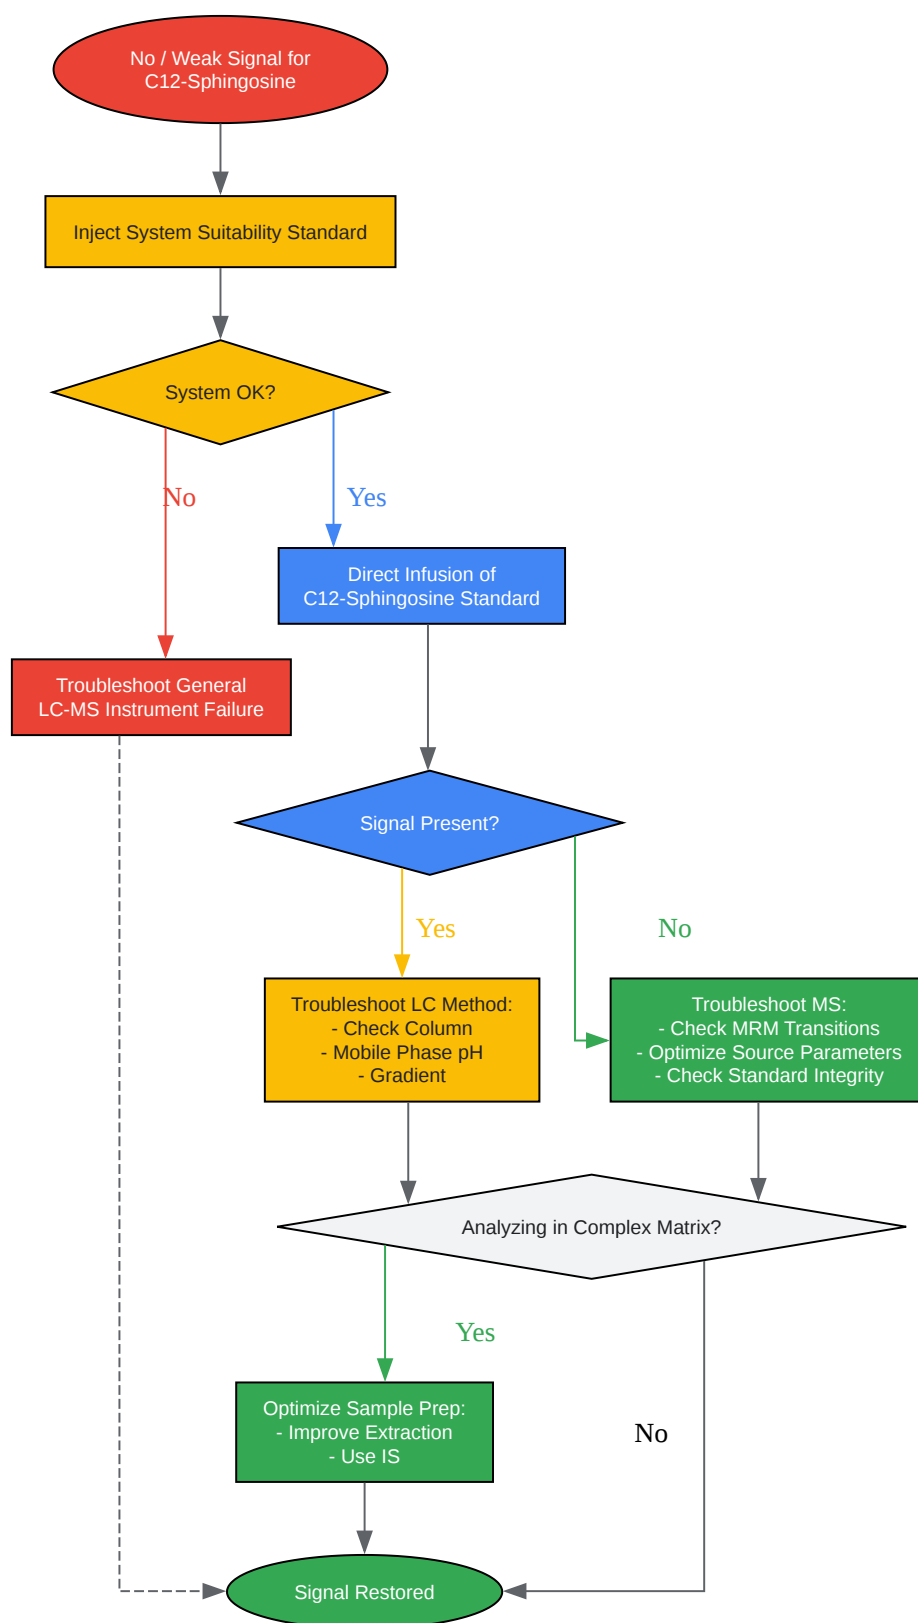 No / Weak Signal for
C12-Sphingosine
Inject System Suitability Standard
System OK?
No
Yes
Direct Infusion of
C12-Sphingosine Standard
Troubleshoot General
LC-MS Instrument Failure
Signal Present?
Yes
No
Troubleshoot LC Method:
- Check Column
- Mobile Phase pH
- Gradient
Troubleshoot MS:
- Check MRM Transitions
- Optimize Source Parameters
- Check Standard Integrity
Analyzing in Complex Matrix?
Yes
Optimize Sample Prep:
- Improve Extraction
- Use IS
No
Signal Restored